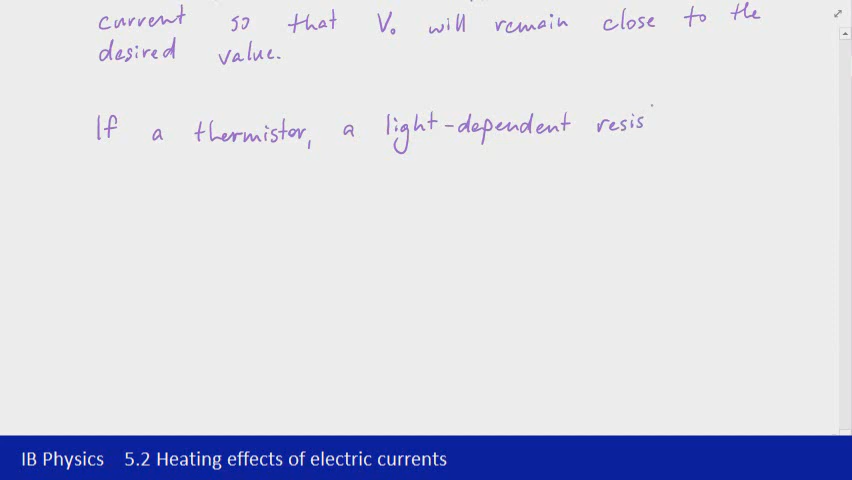 current so that V₀ will remain close to the
desired value.
If a thermistor, a light-dependent resis
IB Physics 5.2 Heating effects of electric currents